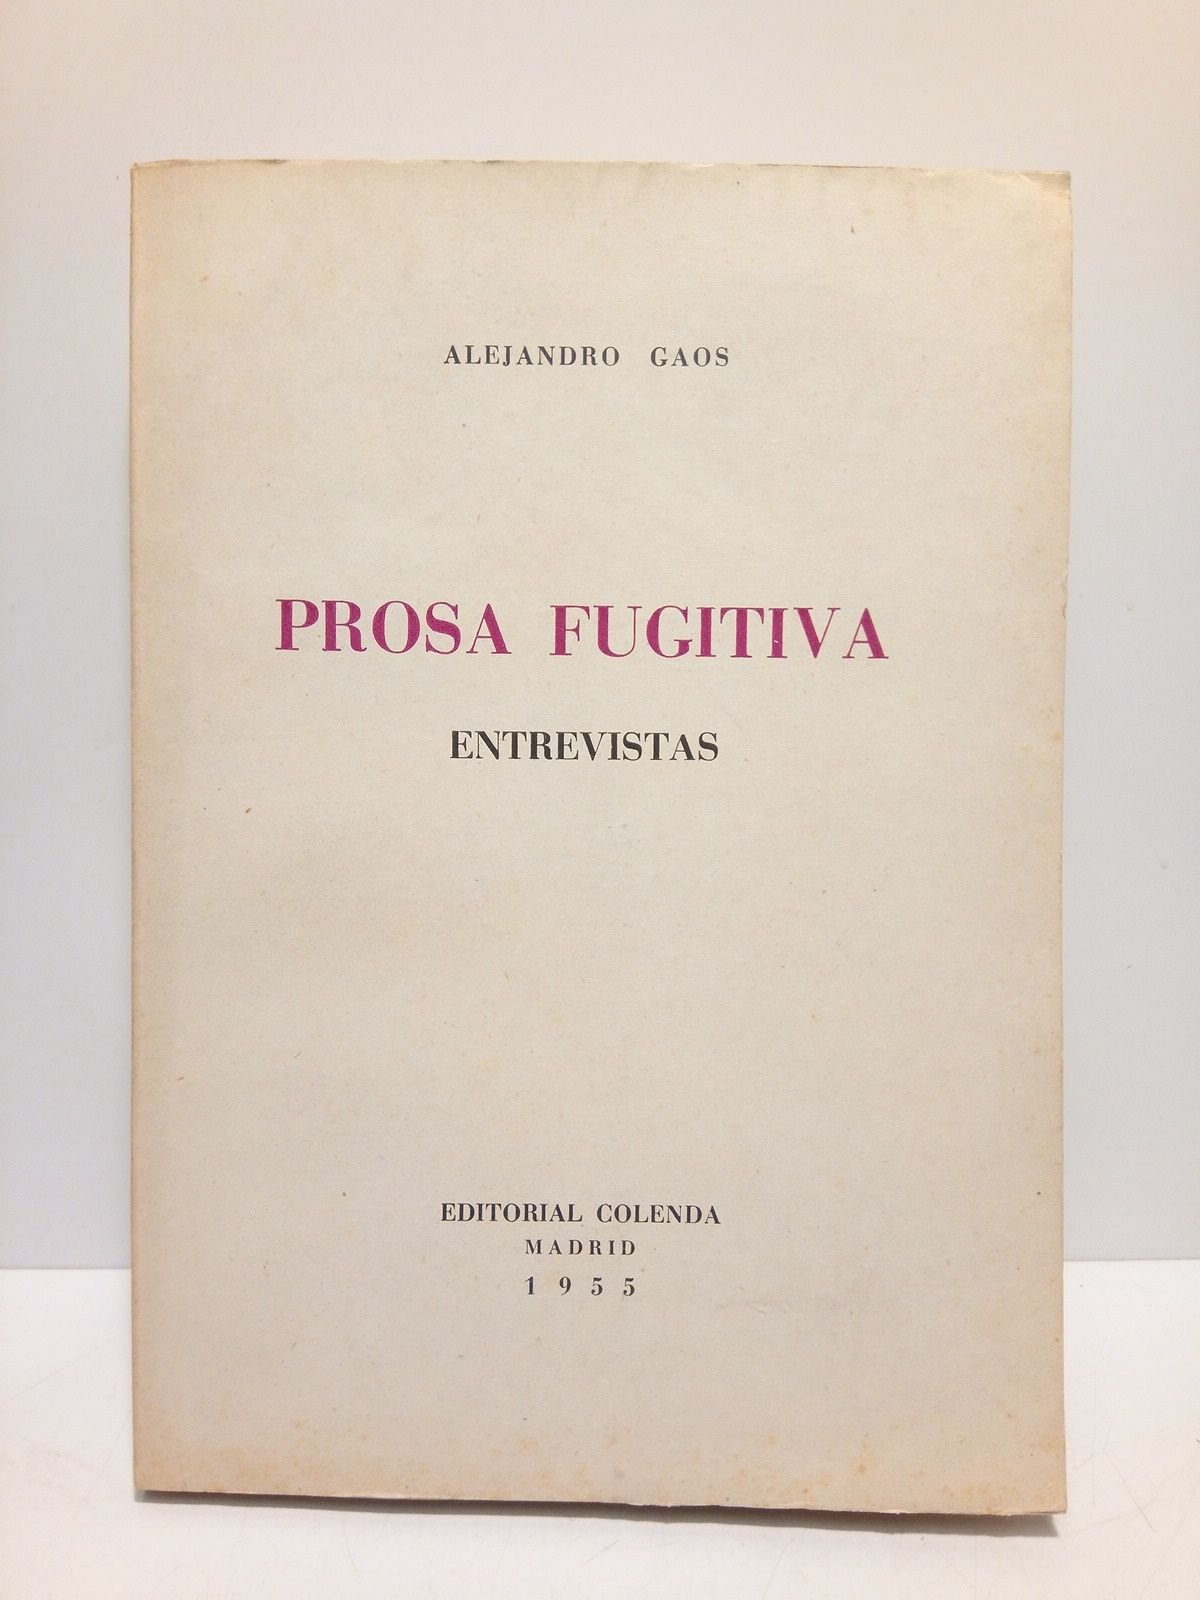 ALEJANDRO GAOS
PROSA FUGITIVA
ENTREVISTAS
EDITORIAL COLENDA
MADRID
1955